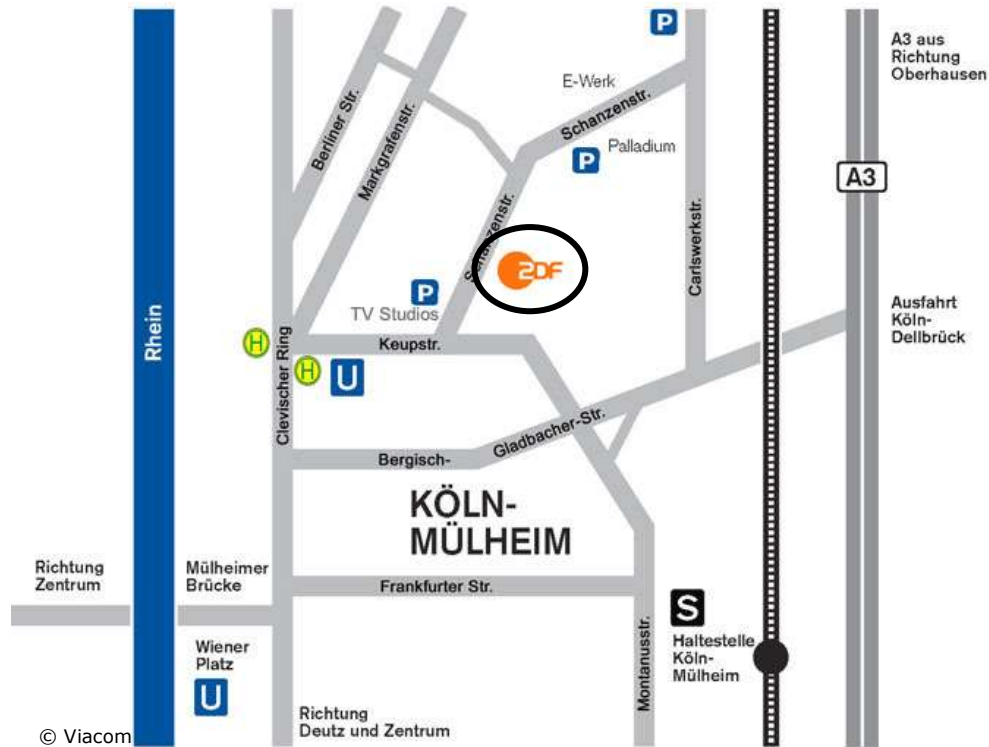 P
A3 aus
Richtung
Oberhausen
E-Werk
Schanzenstr.
Berliner Str.
Markgrafenstr.
P
Palladium
A3
Schanzenstr.
Carlswerkstr.
ZDF
P
TV Studios
Ausfahrt
Köln-
Dellbrück
Rhein
H
Keupstr.
H
U
Clevischer Ring
Gladbacher-Str.
Bergisch-
KÖLN-
MÜLHEIM
Richtung
Zentrum
Mülheimer
Brücke
Frankfurter Str.
S
Haltestelle
Köln-
Mülheim
Montanusstr.
Wiener
Platz
U
Richtung
Deutz und Zentrum
© Viacom